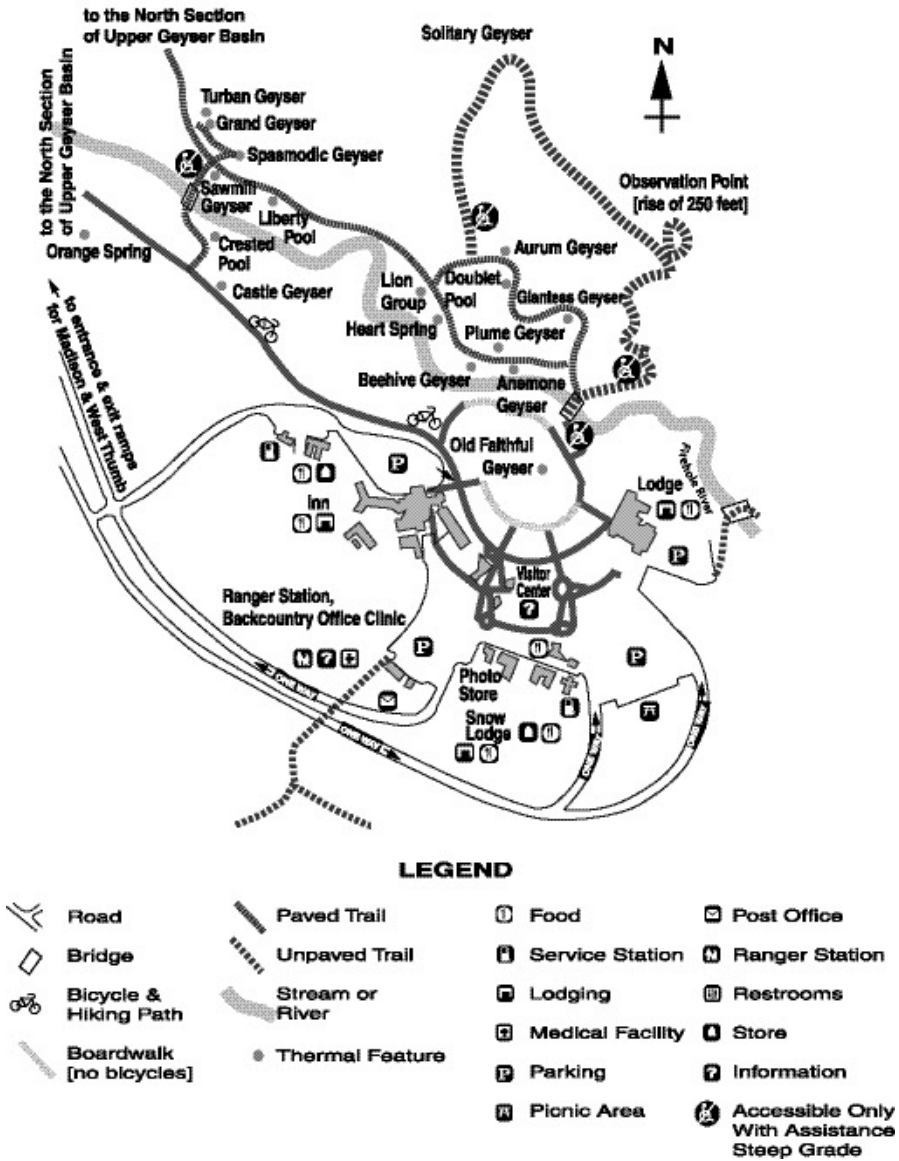 to the North Section
of Upper Geyser Basin
Solitary Geyser
N
to the North Section
of Upper Geyser Basin
Turban Geyser
Grand Geyser
Spasmodic Geyser
Sawmill
Geyser
Liberty
Pool
Observation Point
[rise of 250 feet]
Orange Spring
Crested
Pool
Aurum Geyser
Castle Geyser
Lion
Group
Doublet
Pool
Giantess Geyser
Heart Spring
Plume Geyser
to entrance & exit ramps
for Madison & West Thumb
Beehive Geyser
Anemone
Geyser
Old Faithful
Geyser
Firehole River
Lodge
P
Inn
P
Visitor
Center
?
Ranger Station,
Backcountry Office Clinic
?
P
P
ONE WAY
Photo
Store
Snow
Lodge
ONE WAY
ONE WAY
ONE WAY
LEGEND
Road
Bridge
Bicycle &
Hiking Path
Boardwalk
[no bicycles]
Paved Trail
Unpaved Trail
Stream or
River
Thermal Feature
Food
Service Station
Lodging
Medical Facility
P Parking
Picnic Area
Post Office
Ranger Station
Restrooms
Store
? Information
Accessible Only
With Assistance
Steep Grade